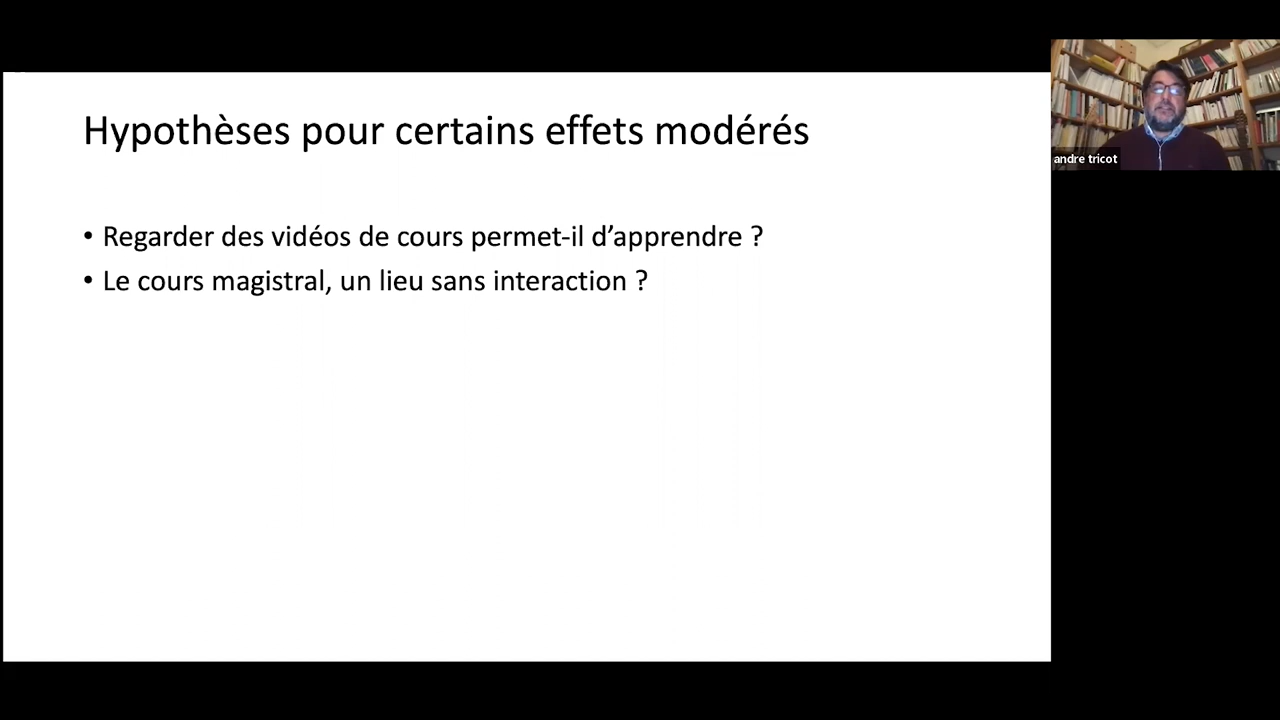 Hypothèses pour certains effets modérés
• Regarder des vidéos de cours permet-il d’apprendre ?
• Le cours magistral, un lieu sans interaction ?
andre tricot